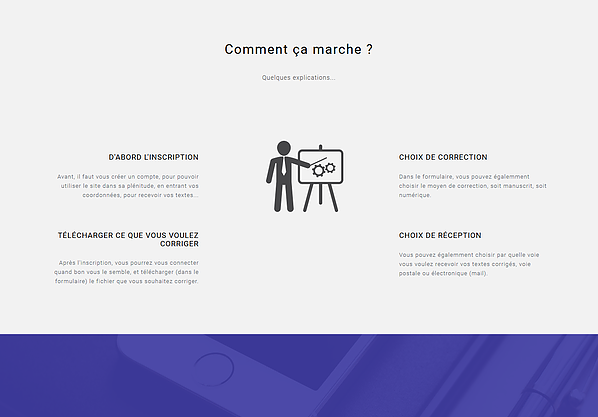 Comment ça marche ?
Quelques explications...
D'ABORD L'INSCRIPTION
Avant, il faut vous créer un compte, pour pouvoir
utiliser le site dans sa plénitude, en entrant vos
coordonnées, pour recevoir vos textes...
TÉLÉCHARGER CE QUE VOUS VOULEZ
CORRIGER
Après l'inscription, vous pourrez vous connecter
quand bon vous le semble, et télécharger (dans le
formulaire) le fichier que vous souhaitez corriger.
CHOIX DE CORRECTION
Dans le formulaire, vous pouvez également
choisir le moyen de correction, soit manuscrit, soit
numérique.
CHOIX DE RÉCEPTION
Vous pouvez également choisir par quelle voie
vous voulez recevoir vos textes corrigés, voie
postale ou électronique (mail).